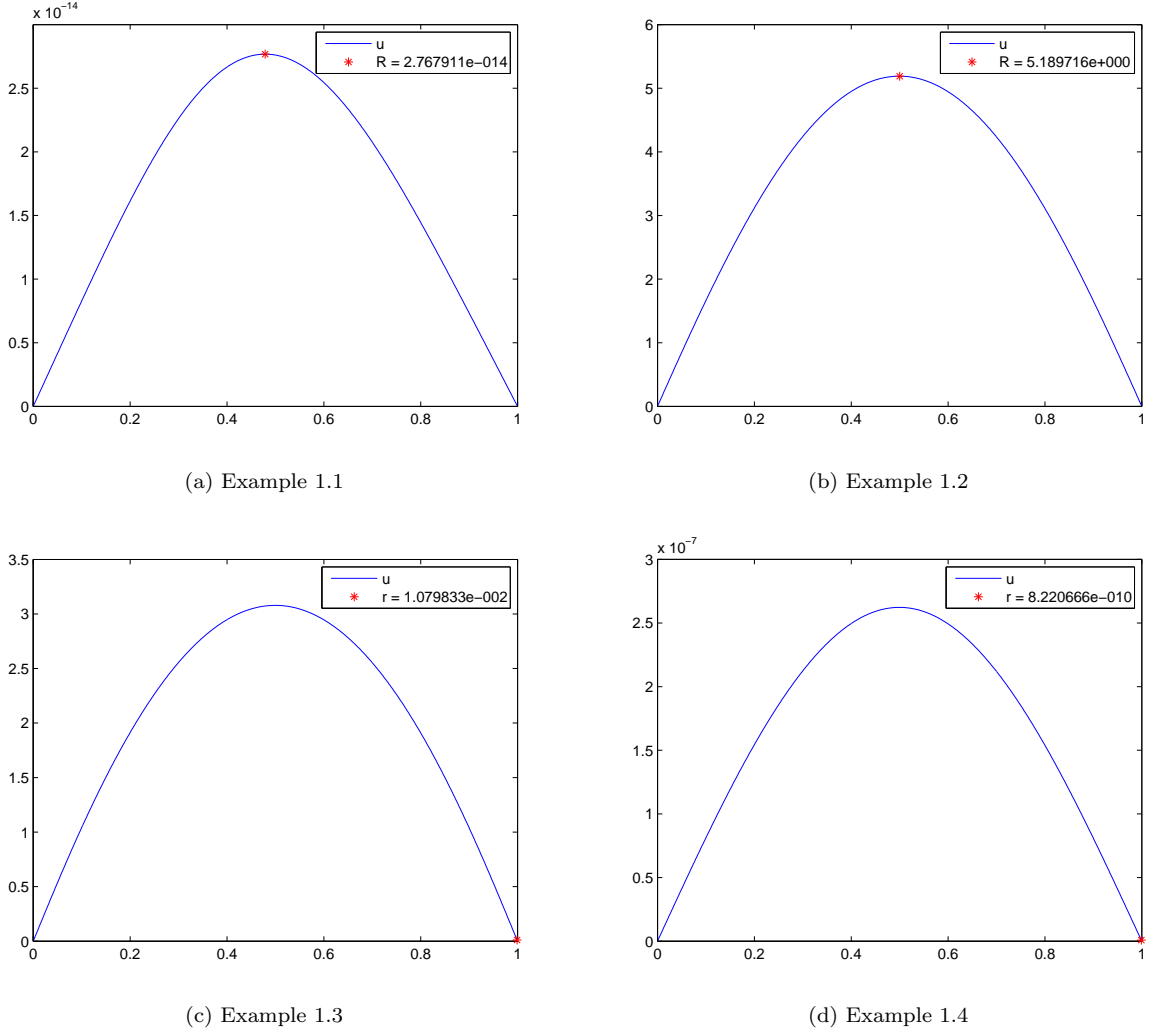 x 10^-14
u
R = 2.767911e−014
2.5
2
1.5
1
0.5
0
0 0.2 0.4 0.6 0.8 1
(a) Example 1.1
6
u
R = 5.189716e+000
5
4
3
2
1
0
0 0.2 0.4 0.6 0.8 1
(b) Example 1.2
3.5
u
r = 1.079833e−002
3
2.5
2
1.5
1
0.5
0
0 0.2 0.4 0.6 0.8 1
(c) Example 1.3
x 10^-7
3
u
r = 8.220666e−010
2.5
2
1.5
1
0.5
0
0 0.2 0.4 0.6 0.8 1
(d) Example 1.4